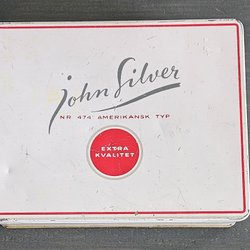 John Silver
NR 474 AMERIKANSK TYP
EXTRA
KVALITET